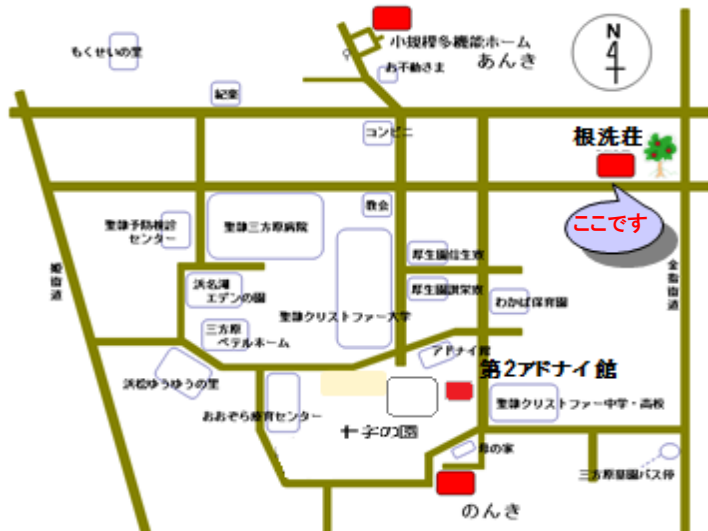 小規模多機能ホーム
あんき
もくせいの里
お不動さま
N
紀楽
コンビニ
根洗荘
ここです
教会
聖隷三方原病院
聖隷予防検診
センター
姫街道
金指街道
厚生園信生寮
厚生園讃栄寮
浜名湖
エデンの園
わかば保育園
聖隷クリストファー大学
三方原
ベテルホーム
アドナイ館
第2アドナイ館
浜松ゆうゆうの里
おおぞら療育センター
聖隷クリストファー中学・高校
十字の園
母の家
三方原墓園バス停
のんき